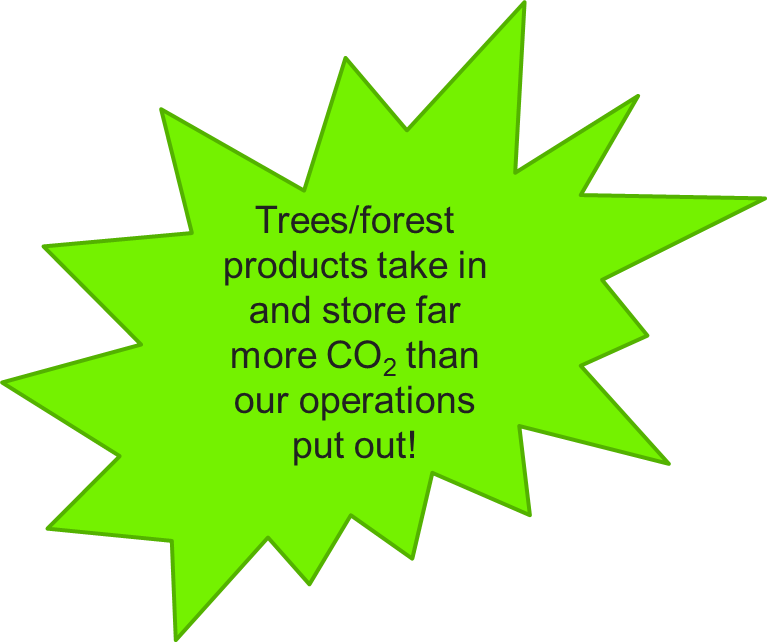 Trees/forest
products take in
and store far
more CO₂ than
our operations
put out!